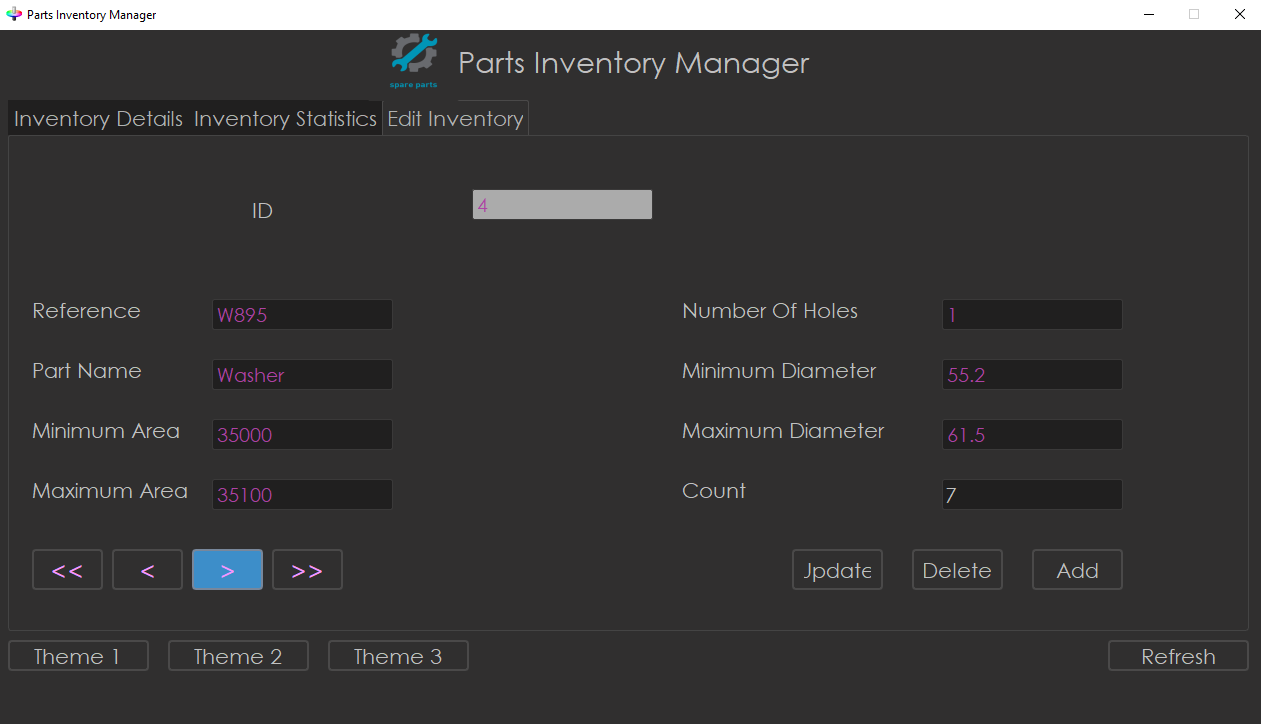 Parts Inventory Manager
spare parts
Parts Inventory Manager
Inventory Details Inventory Statistics Edit Inventory
ID 4
Reference W895 Number Of Holes 1
Part Name Washer Minimum Diameter 55.2
Minimum Area 35000 Maximum Diameter 61.5
Maximum Area 35100 Count 7
<< < > >> Update Delete Add
Theme 1 Theme 2 Theme 3 Refresh